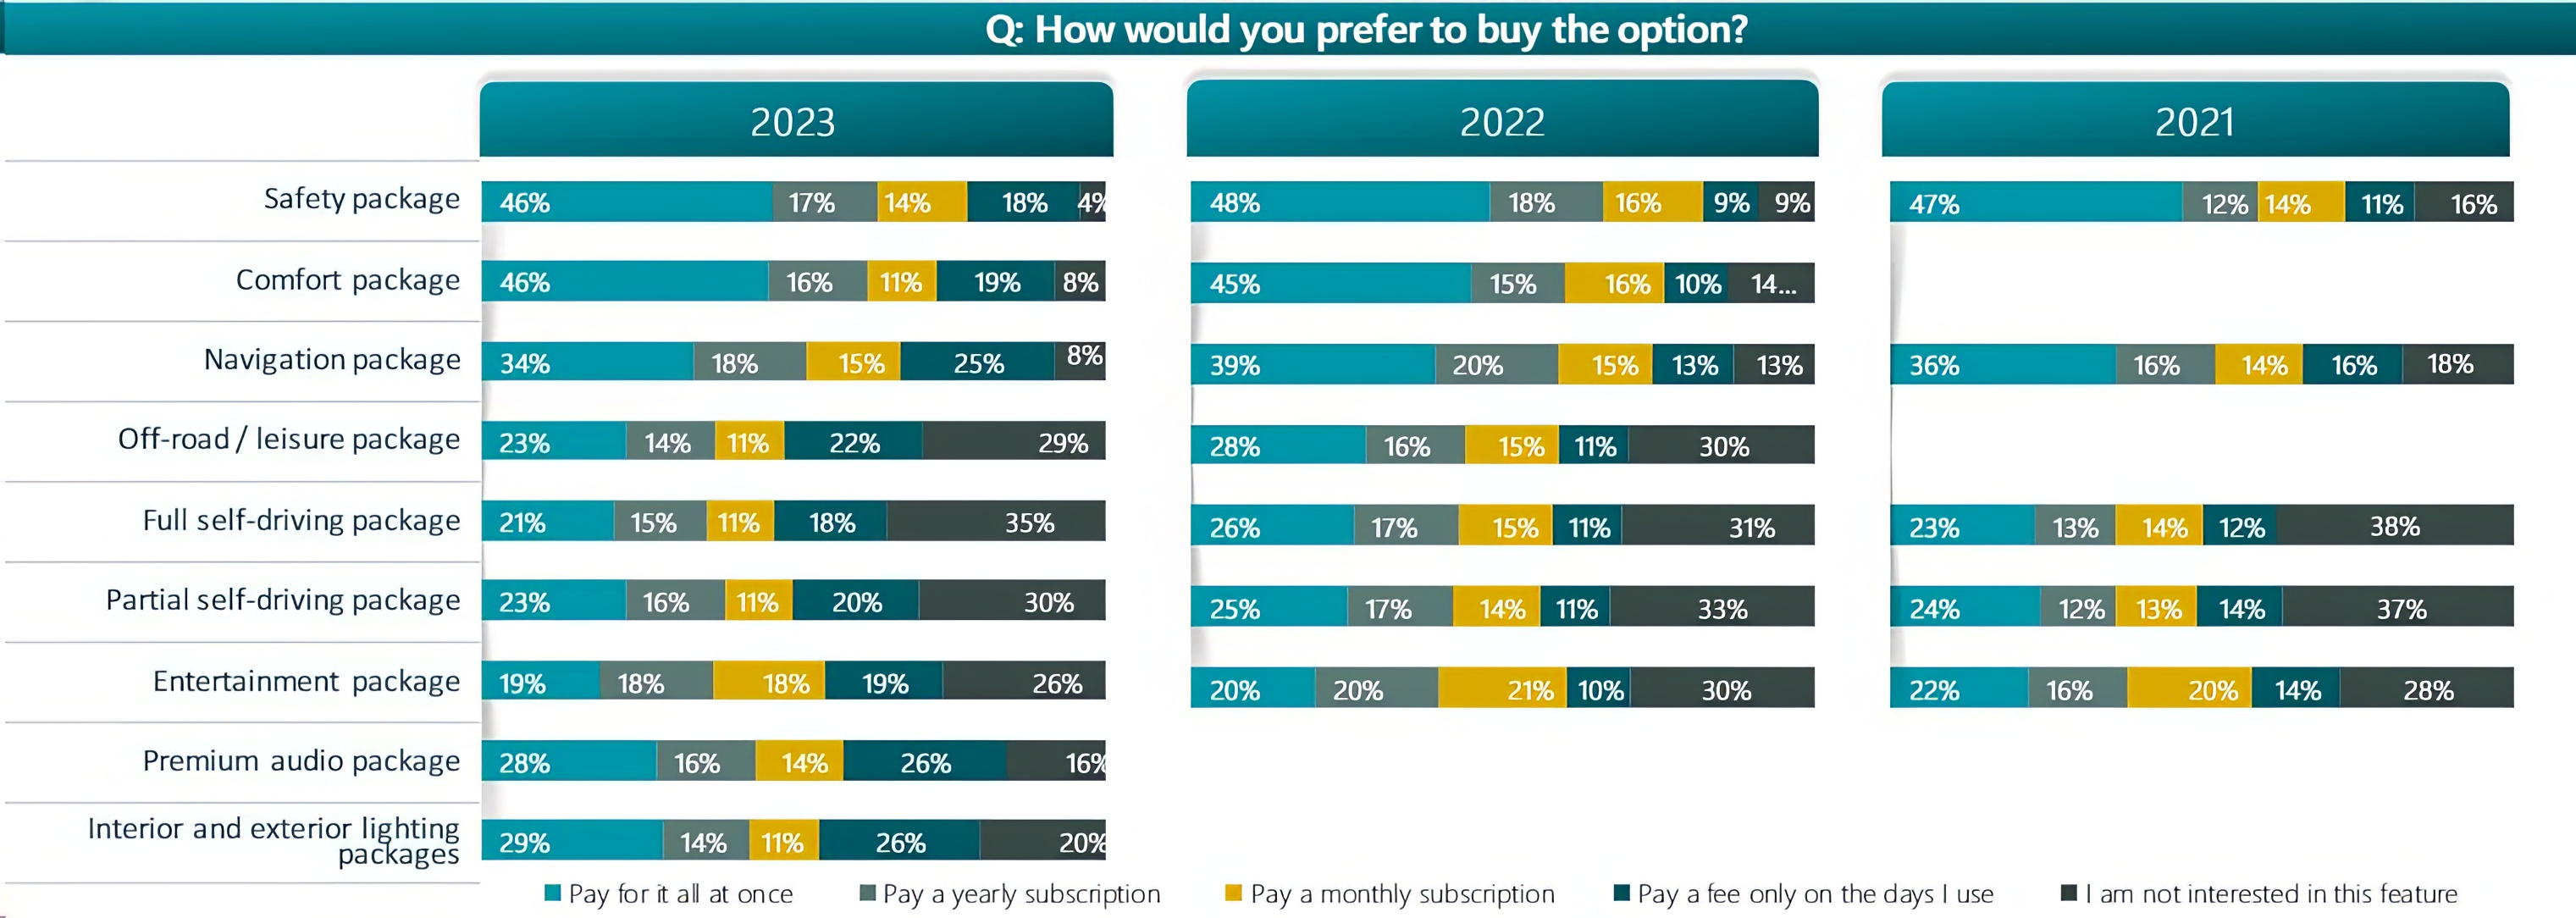 Q: How would you prefer to buy the option?
2023 2022 2021
Safety package 46% 17% 14% 18% 4% 48% 18% 16% 9% 9% 47% 12% 14% 11% 16%
Comfort package 46% 16% 11% 19% 8% 45% 15% 16% 10% 14...
Navigation package 34% 18% 15% 25% 8% 39% 20% 15% 13% 13% 36% 16% 14% 16% 18%
Off-road / leisure package 23% 14% 11% 22% 29% 28% 16% 15% 11% 30%
Full self-driving package 21% 15% 11% 18% 35% 26% 17% 15% 11% 31% 23% 13% 14% 12% 38%
Partial self-driving package 23% 16% 11% 20% 30% 25% 17% 14% 11% 33% 24% 12% 13% 14% 37%
Entertainment package 19% 18% 18% 19% 26% 20% 20% 21% 10% 30% 22% 16% 20% 14% 28%
Premium audio package 28% 16% 14% 26% 16%
Interior and exterior lighting
packages 29% 14% 11% 26% 20%
Pay for it all at once Pay a yearly subscription Pay a monthly subscription Pay a fee only on the days I use I am not interested in this feature